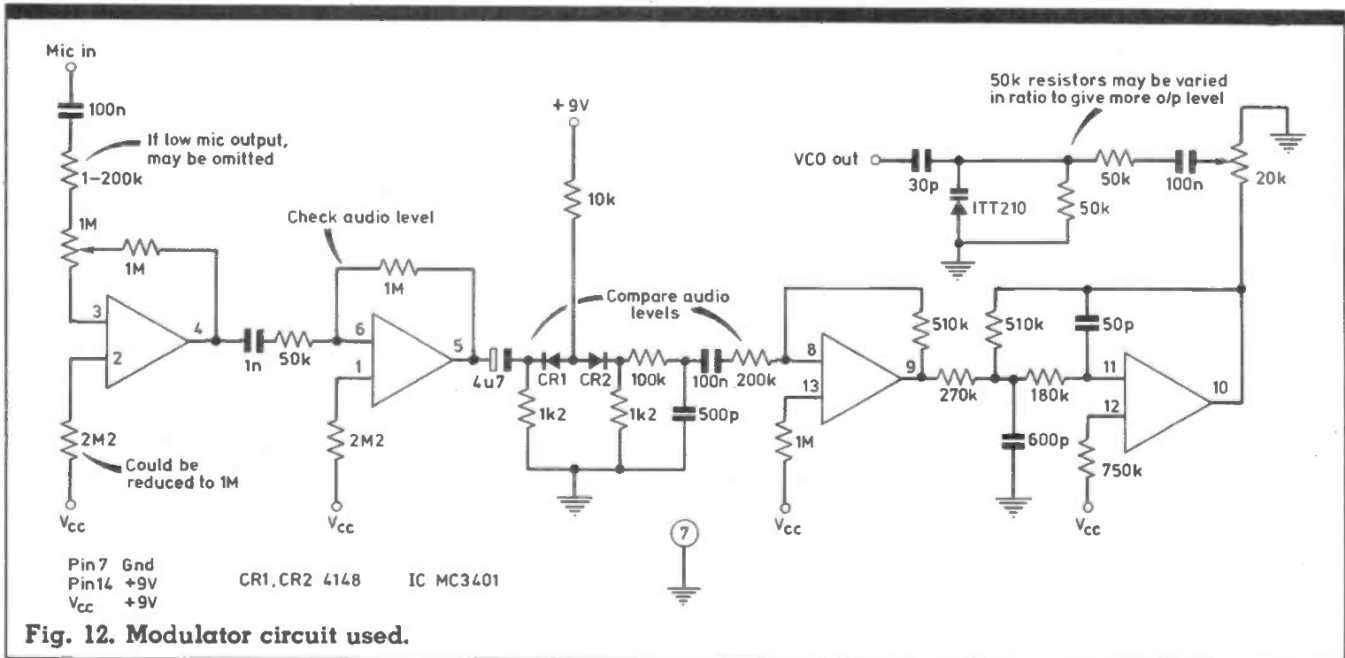 Mic in
100n
If low mic output,
may be omitted
1-200k
1M
1M
3
4
2
2M2
Could be
reduced to 1M
Vcc
1n
50k
Check audio level
1M
6
5
1
2M2
Vcc
4u7
+9V
10k
CR1
CR2
1k2
1k2
100k
500p
Compare audio
levels
100n
200k
8
9
13
510k
1M
Vcc
270k
510k
600p
180k
50p
11
10
12
750k
Vcc
VCO out
30p
ITT210
50k
50k
100n
20k
50k resistors may be varied
in ratio to give more o/p level
7
Pin7 Gnd
Pin14 +9V
Vcc +9V
CR1,CR2 4148
IC MC3401
Fig. 12. Modulator circuit used.